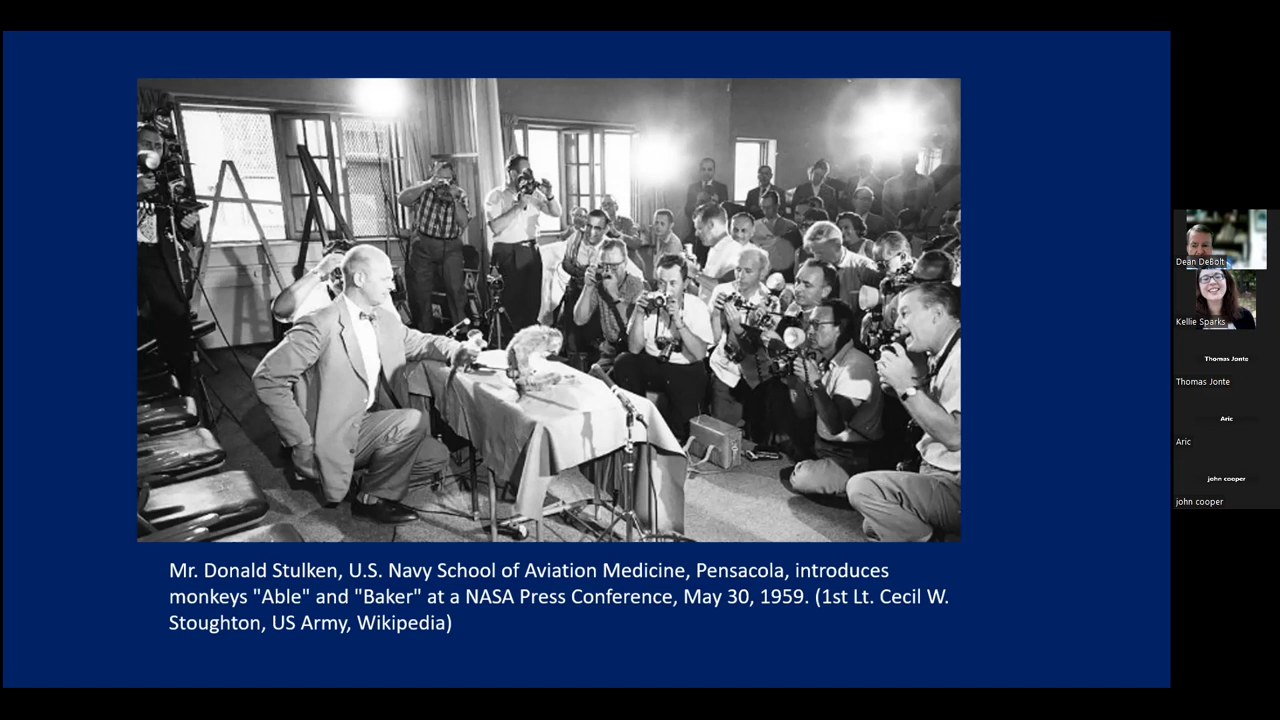 Mr. Donald Stulken, U.S. Navy School of Aviation Medicine, Pensacola, introduces
monkeys "Able" and "Baker" at a NASA Press Conference, May 30, 1959. (1st Lt. Cecil W.
Stoughton, US Army, Wikipedia)
Dean DeBolt
Kellie Sparks
Thomas Jonte
Thomas Jonte
Aric
Aric
john cooper
john cooper